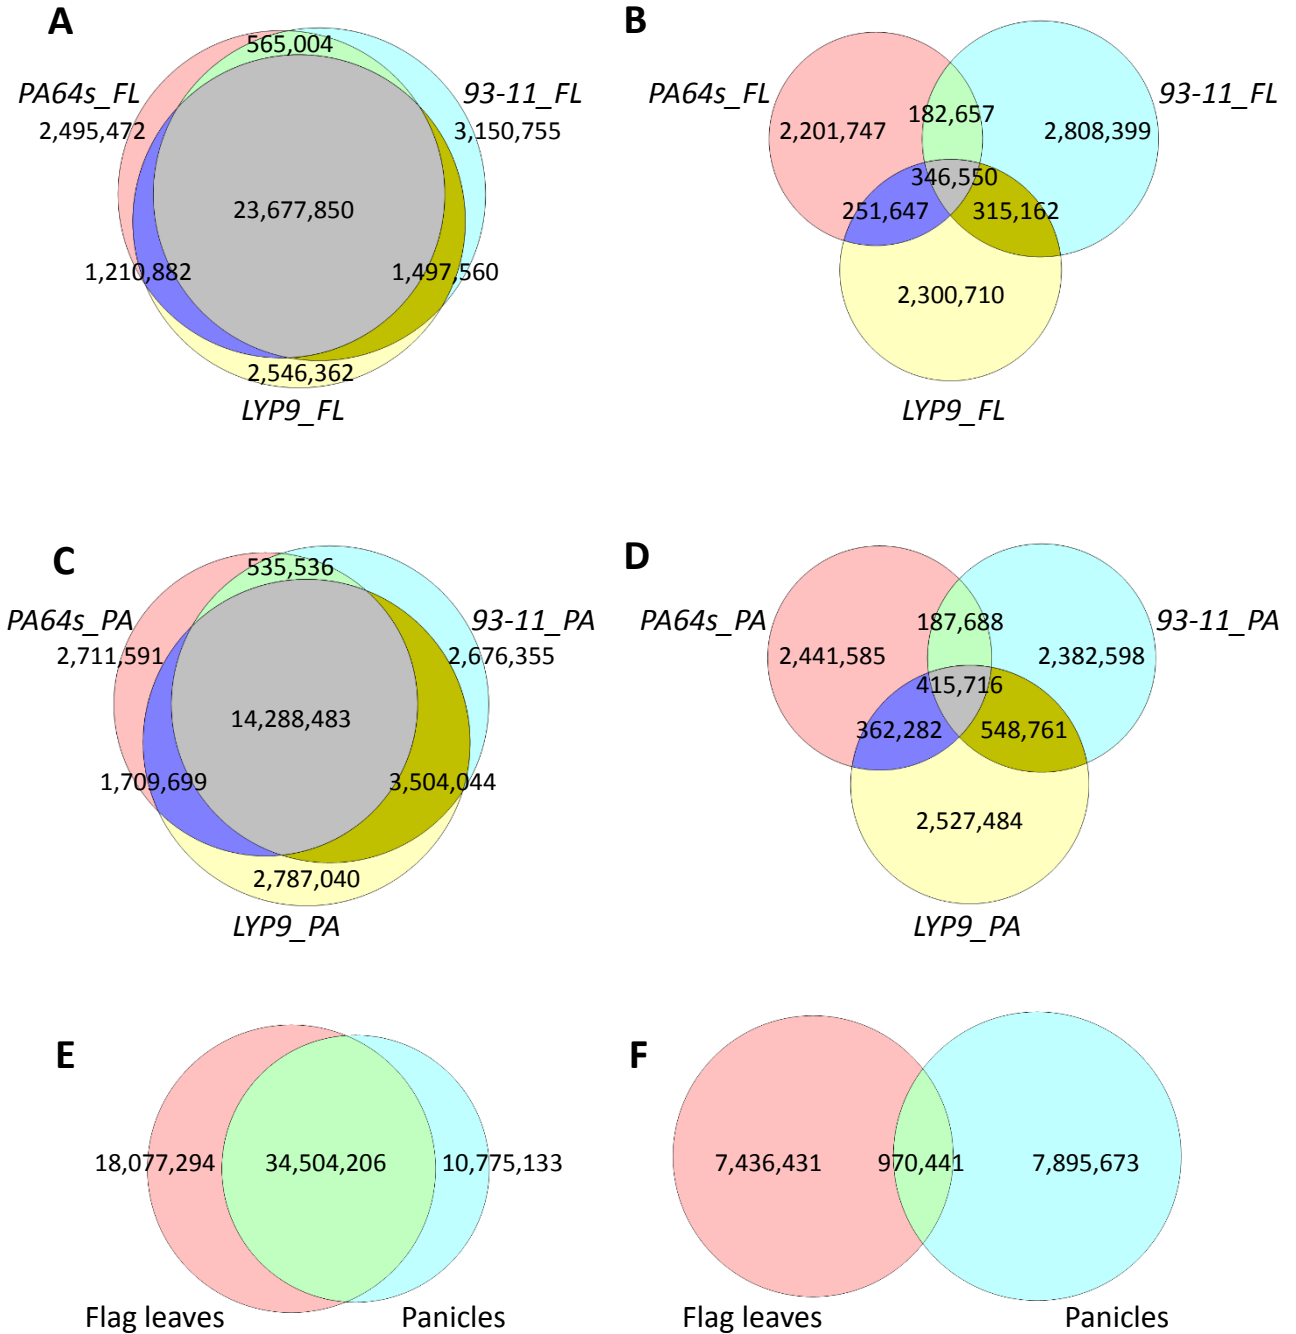 A
565,004
PA64s_FL
93-11_FL
2,495,472
3,150,755
23,677,850
1,210,882
1,497,560
2,546,362
LYP9_FL
B
PA64s_FL
93-11_FL
182,657
2,201,747
2,808,399
346,550
251,647
315,162
2,300,710
LYP9_FL
C
535,536
PA64s_PA
93-11_PA
2,711,591
2,676,355
14,288,483
1,709,699
3,504,044
2,787,040
LYP9_PA
D
PA64s_PA
93-11_PA
187,688
2,441,585
2,382,598
415,716
362,282
548,761
2,527,484
LYP9_PA
E
18,077,294
34,504,206
10,775,133
Flag leaves
Panicles
F
7,436,431
970,441
7,895,673
Flag leaves
Panicles